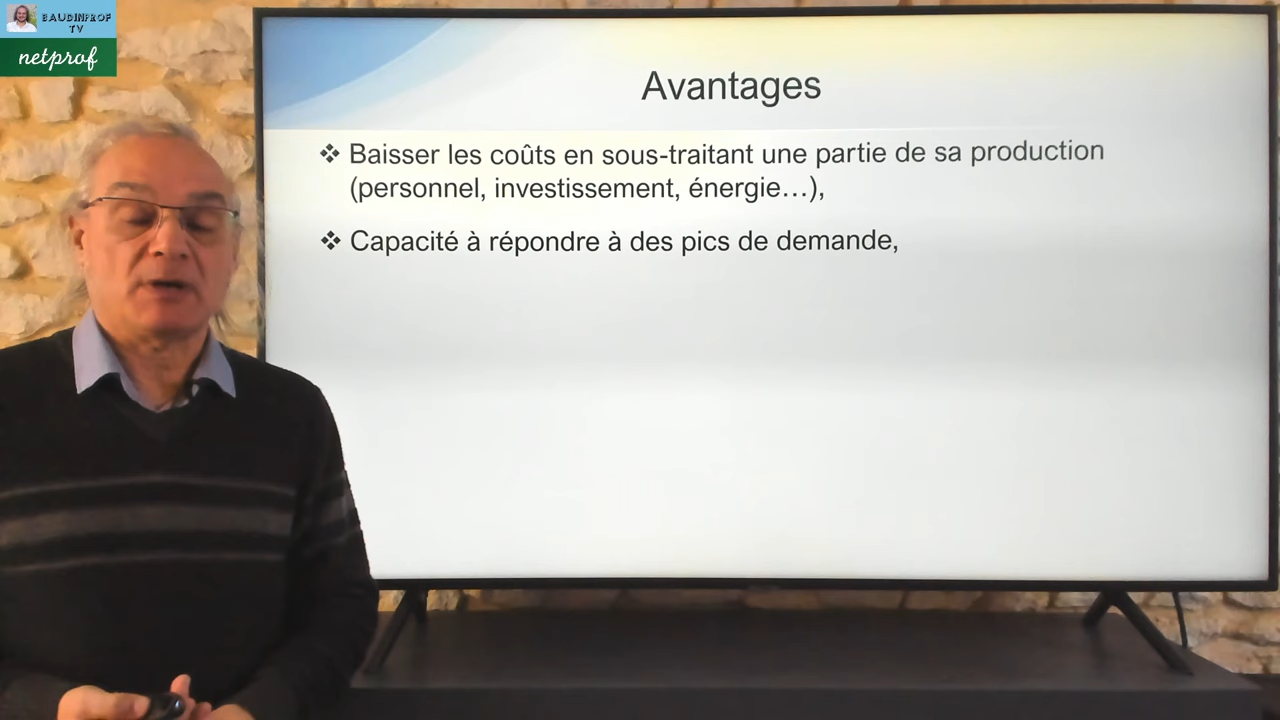 BAUDINPROF
TV
netprof
Avantages
❖ Baisser les coûts en sous-traitant une partie de sa production
(personnel, investissement, énergie…),
❖ Capacité à répondre à des pics de demande,